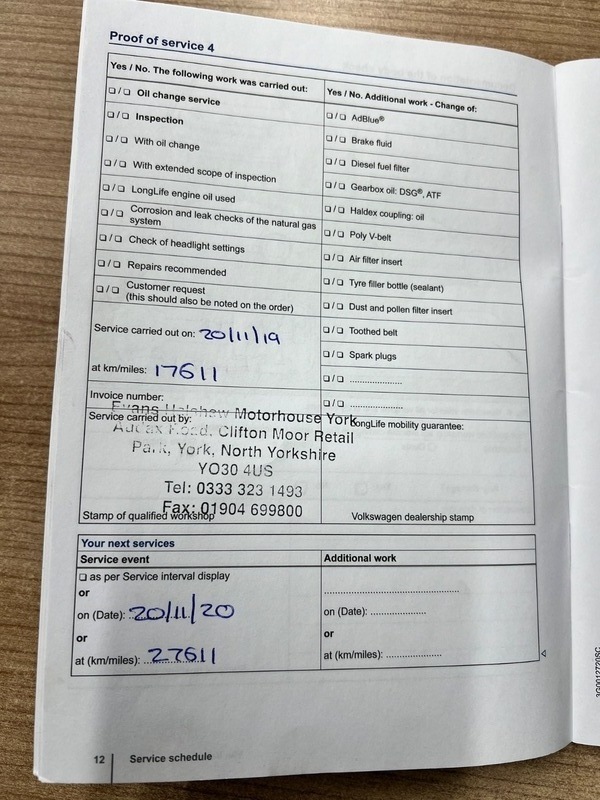 Proof of service 4
Yes / No. The following work was carried out:
❑ / ❑ Oil change service
❑ / ❑ Inspection
❑ / ❑ With oil change
❑ / ❑ With extended scope of inspection
❑ / ❑ LongLife engine oil used
❑ / ❑ Corrosion and leak checks of the natural gas
system
❑ / ❑ Check of headlight settings
❑ / ❑ Repairs recommended
❑ / ❑ Customer request
(this should also be noted on the order)
Service carried out on: 20/11/19
at km/miles: 17611
Invoice number:
Service carried out by:
Evans Halshaw Motorhouse York
Audax Road, Clifton Moor Retail
Park, York, North Yorkshire
YO30 4US
Tel: 0333 323 1493
Fax: 01904 699800
Stamp of qualified workshop
Yes / No. Additional work - Change of:
❑ / ❑ AdBlue®
❑ / ❑ Brake fluid
❑ / ❑ Diesel fuel filter
❑ / ❑ Gearbox oil: DSG®, ATF
❑ / ❑ Haldex coupling: oil
❑ / ❑ Poly V-belt
❑ / ❑ Air filter insert
❑ / ❑ Tyre filler bottle (sealant)
❑ / ❑ Dust and pollen filter insert
❑ / ❑ Toothed belt
❑ / ❑ Spark plugs
❑ / ❑ ....................
❑ / ❑ ....................
LongLife mobility guarantee:
Volkswagen dealership stamp
Your next services
Service event
❑ as per Service interval display
or
on (Date): 20/11/20
or
at (km/miles): 27611
Additional work
..................................................
on (Date): ....................
or
at (km/miles): ....................
12 Service schedule
3G0012720SC